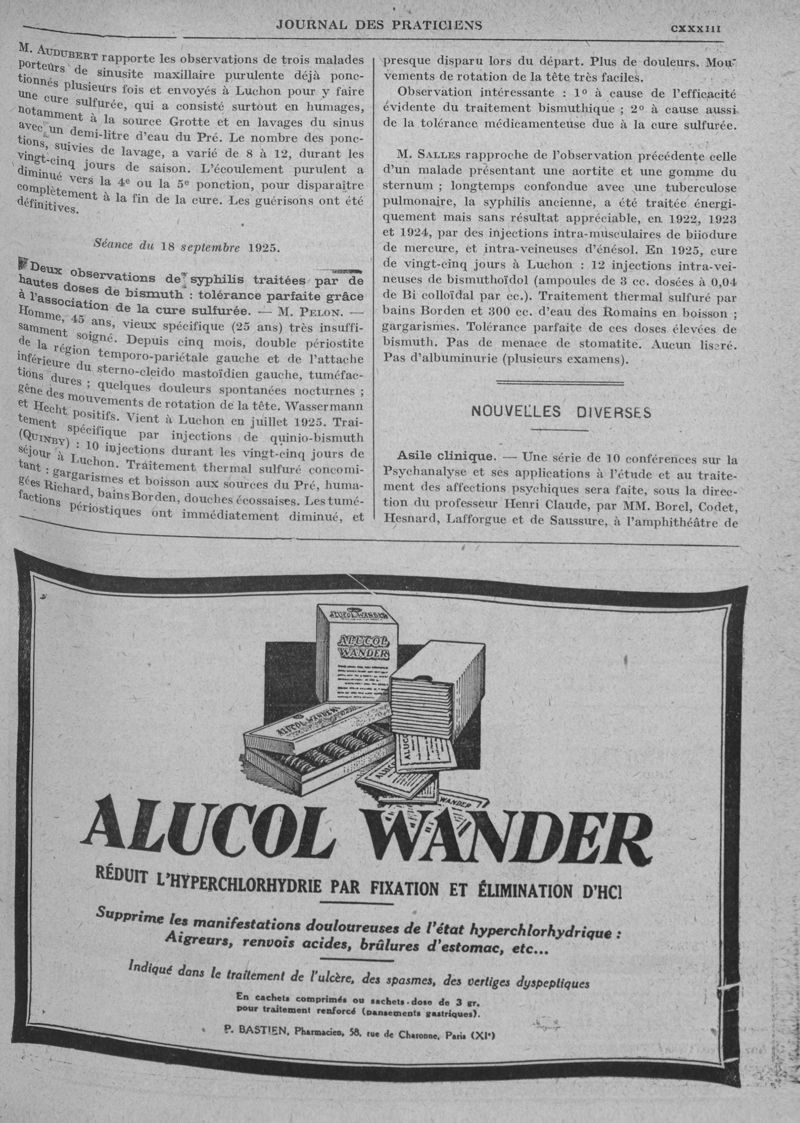 JOURNAL DES PRATICIENS
CXXXIII
M. AUDUBERT rapporte les observations de trois malades
porteurs de sinusite maxillaire purulente déjà ponc-
tionnés plusieurs fois et envoyés à Luchon pour y faire
une cure sulfurée, qui a consisté surtout en humages,
notamment à la source Grotte et en lavages du sinus
avec un demi-litre d'eau du Pré. Le nombre des ponc-
tions, suivies de lavage, a varié de 8 à 12, durant les
vingt-cinq jours de saison. L'écoulement purulent a
diminué vers la 4e ou la 5e ponction, pour disparaître
complètement à la fin de la cure. Les guérisons ont été
définitives.
Séance du 18 septembre 1925.
Deux observations de syphilis traitées par de
hautes doses de bismuth : tolérance parfaite grâce
à l'association de la cure sulfurée. — M. PELON. —
Homme, 45 ans, vieux spécifique (25 ans) très insuffi-
samment soigné. Depuis cinq mois, double périostite
de la région temporo-pariétale gauche et de l'attache
inférieure du sterno-cleido mastoïdien gauche, tuméfac-
tions dures ; quelques douleurs spontanées nocturnes ;
gêne des mouvements de rotation de la tête. Wassermann
et Hecht positifs. Vient à Luchon en juillet 1925. Trai-
tement spécifique par injections de quinio-bismuth
(QUINBY) : 10 injections durant les vingt-cinq jours de
séjour à Luchon. Traitement thermal sulfuré concomi-
tant : gargarismes et boisson aux sources du Pré, huma-
gées Richard, bains Borden, douches écossaises. Les tumé-
factions périostiques ont immédiatement diminué, et
presque disparu lors du départ. Plus de douleurs. Mou-
vements de rotation de la tête très faciles.
Observation intéressante : 1° à cause de l'efficacité
évidente du traitement bismuthique ; 2° à cause aussi
de la tolérance médicamenteuse due à la cure sulfurée.
M. SALLES rapproche de l'observation précédente celle
d'un malade présentant une aortite et une gomme du
sternum ; longtemps confondue avec une tuberculose
pulmonaire, la syphilis ancienne, a été traitée énergi-
quement mais sans résultat appréciable, en 1922, 1923
et 1924, par des injections intra-musculaires de biiodure
de mercure, et intra-veineuses d'énésol. En 1925, cure
de vingt-cinq jours à Luchon : 12 injections intra-vei-
neuses de bismuthoïdol (ampoules de 3 cc. dosées à 0,04
de Bi colloïdal par cc.). Traitement thermal sulfuré par
bains Borden et 300 cc. d'eau des Romains en boisson ;
gargarismes. Tolérance parfaite de ces doses élevées de
bismuth. Pas de menace de stomatite. Aucun liseré.
Pas d'albuminurie (plusieurs examens).
NOUVELLES DIVERSES
Asile clinique. — Une série de 10 conférences sur la
Psychanalyse et ses applications à l'étude et au traite-
ment des affections psychiques sera faite, sous la direc-
tion du professeur Henri Claude, par MM. Borel, Codet,
Hesnard, Lafforgue et de Saussure, à l'amphithéâtre de
ALUCOL WANDER
ALUCOL
WANDER
ALUCOL-WANDER
ALUCOL
WANDER
ALUCOL WANDER
RÉDUIT L'HYPERCHLORHYDRIE PAR FIXATION ET ÉLIMINATION D'HCl
Supprime les manifestations douloureuses de l'état hyperchlorhydrique :
Aigreurs, renvois acides, brûlures d'estomac, etc...
Indiqué dans le traitement de l'ulcère, des spasmes, des vertiges dyspeptiques
En cachets comprimés ou sachets-dose de 3 gr.
pour traitement renforcé (pansements gastriques).
P. BASTIEN, Pharmacien, 58, rue de Charonne, Paris (XIe)